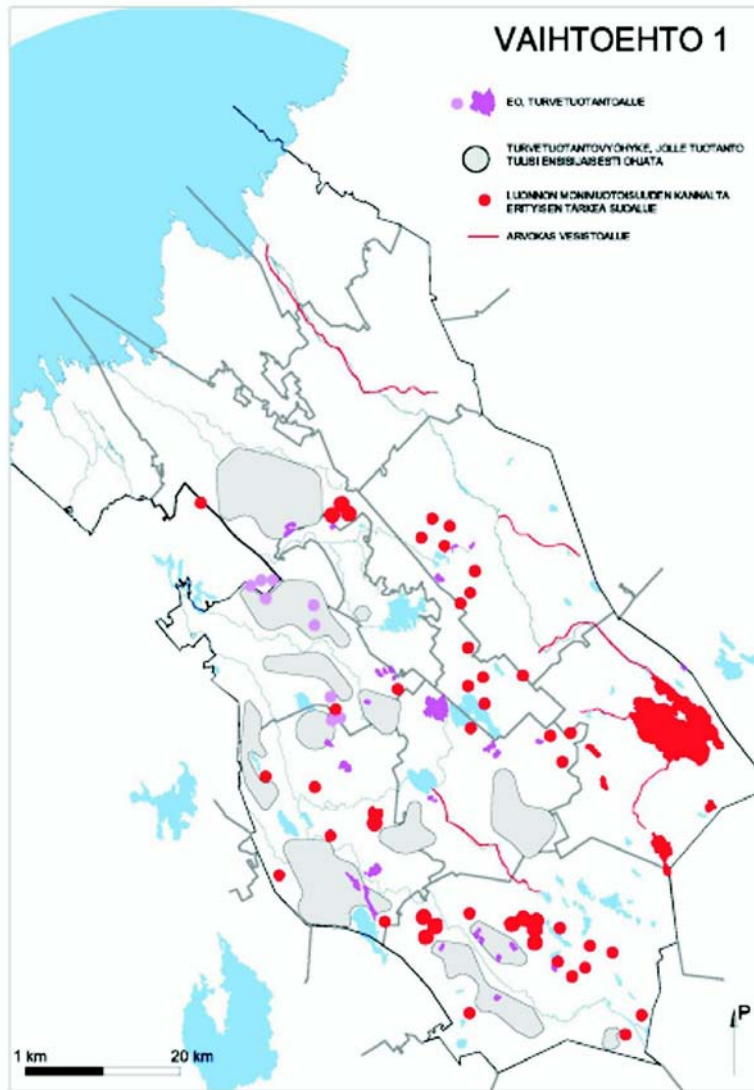 VAIHTOEHTO 1
EO, TURVETUOTANTOALUE
TURVETUOTANTOVYÖHYKE, JOLLE TUOTANTO
TULISI ENSISIJAISESTI OHJATA
LUONNON MONIMUOTOISUUDEN KANNALTA
ERITYISEN TÄRKEÄ SUOALUE
ARVOKAS VESISTÖALUE
P
1 km 20 km